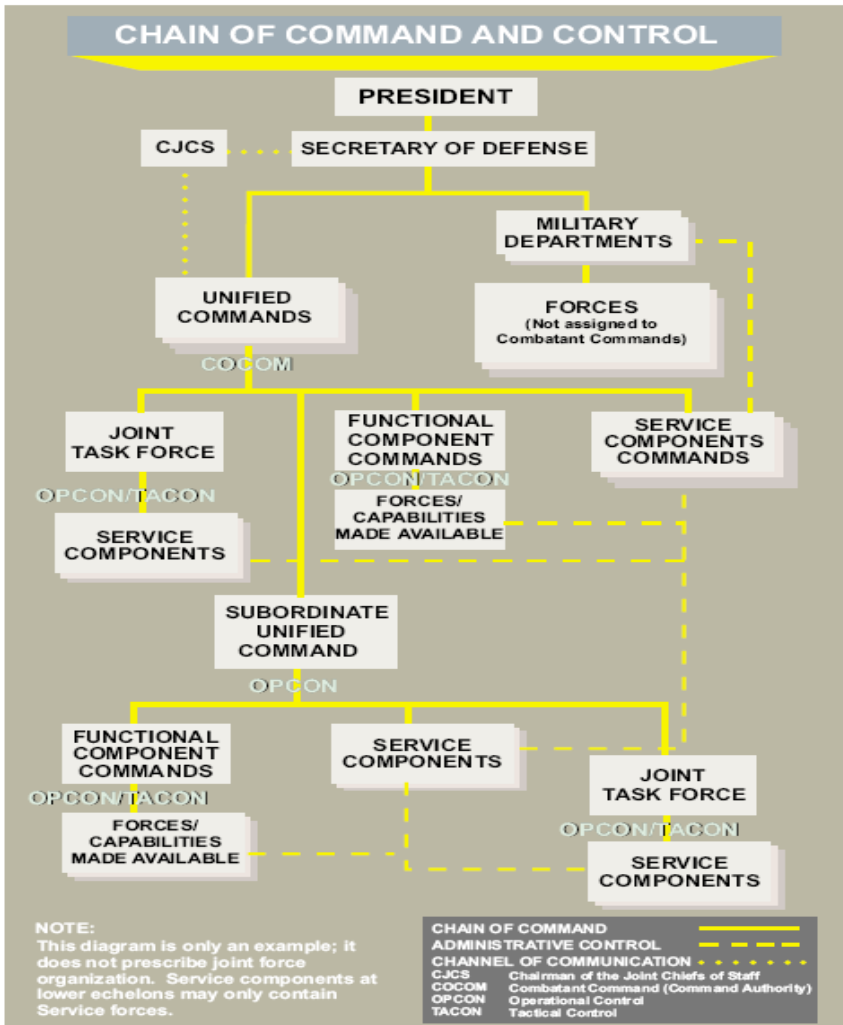 CHAIN OF COMMAND AND CONTROL
PRESIDENT
CJCS
SECRETARY OF DEFENSE
MILITARY
DEPARTMENTS
UNIFIED
COMMANDS
FORCES
(Not assigned to
Combatant Commands)
COCOM
JOINT
TASK FORCE
FUNCTIONAL
COMPONENT
COMMANDS
SERVICE
COMPONENTS
COMMANDS
OPCON/TACON
OPCON/TACON
SERVICE
COMPONENTS
FORCES/
CAPABILITIES
MADE AVAILABLE
SUBORDINATE
UNIFIED
COMMAND
OPCON
FUNCTIONAL
COMPONENT
COMMANDS
SERVICE
COMPONENTS
JOINT
TASK FORCE
OPCON/TACON
FORCES/
CAPABILITIES
MADE AVAILABLE
OPCON/TACON
SERVICE
COMPONENTS
NOTE:
This diagram is only an example; it
does not prescribe joint force
organization. Service components at
lower echelons may only contain
Service forces.
CHAIN OF COMMAND
ADMINISTRATIVE CONTROL
CHANNEL OF COMMUNICATION
CJCS Chairman of the Joint Chiefs of Staff
COCOM Combatant Command (Command Authority)
OPCON Operational Control
TACON Tactical Control